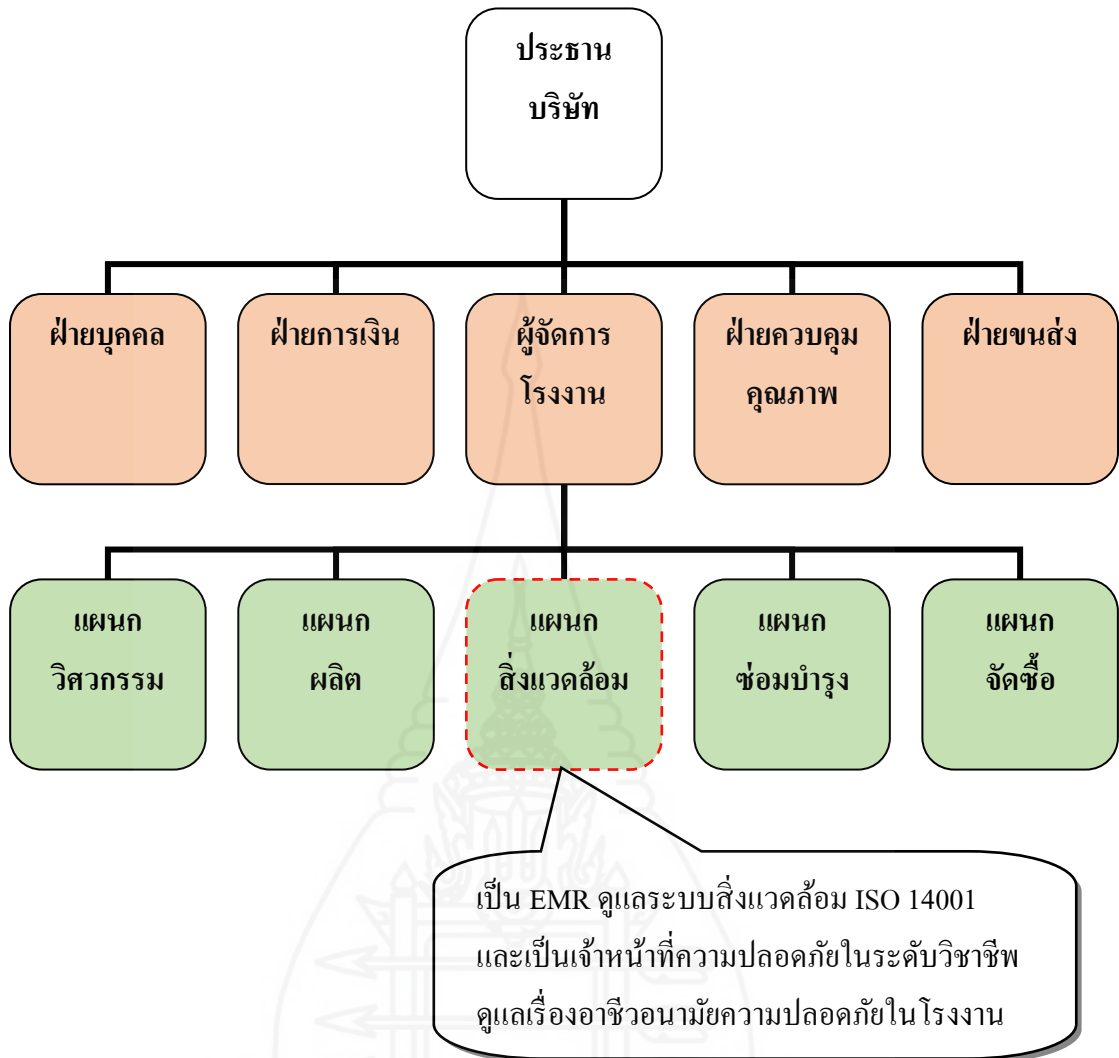 ประธาน
บริษัท
ฝ่ายบุคคล
ฝ่ายการเงิน
ผู้จัดการ
โรงงาน
ฝ่ายควบคุม
คุณภาพ
ฝ่ายขนส่ง
แผนก
วิศวกรรม
แผนก
ผลิต
แผนก
สิ่งแวดล้อม
แผนก
ซ่อมบำรุง
แผนก
จัดซื้อ
เป็น EMR ดูแลระบบสิ่งแวดล้อม ISO 14001
และเป็นเจ้าหน้าที่ความปลอดภัยในระดับวิชาชีพ
ดูแลเรื่องอาชีวอนามัยความปลอดภัยในโรงงาน